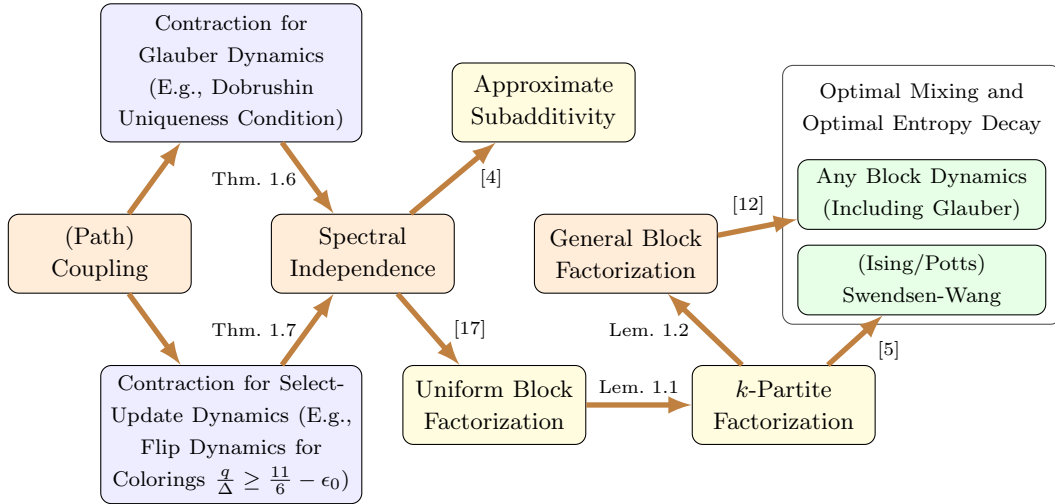 Contraction for
Glauber Dynamics
(E.g., Dobrushin
Uniqueness Condition)
Approximate
Subadditivity
Optimal Mixing and
Optimal Entropy Decay
Any Block Dynamics
(Including Glauber)
(Ising/Potts)
Swendsen-Wang
Thm. 1.6
[4]
[12]
(Path)
Coupling
Spectral
Independence
General Block
Factorization
Thm. 1.7
[17]
Lem. 1.2
[5]
Contraction for Select-
Update Dynamics (E.g.,
Flip Dynamics for
Colorings q/Δ ≥ 11/6 − ϵ₀)
Uniform Block
Factorization
Lem. 1.1
k-Partite
Factorization